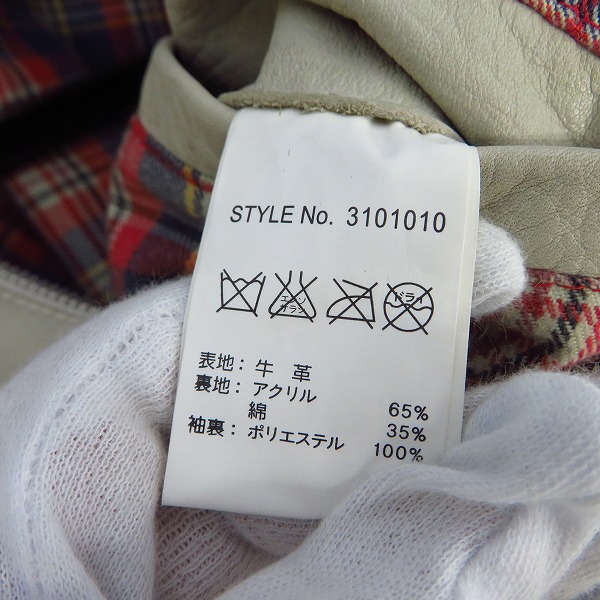 STYLE No. 3101010
エンソ サラシ ドライ
表地: 牛 革
裏地: アクリル 65%
綿 35%
袖裏: ポリエステル 100%